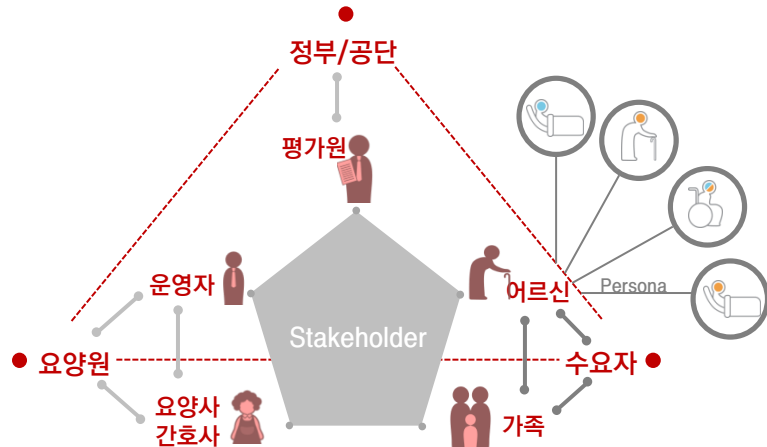 정부/공단
평가원
운영자
어르신
Persona
Stakeholder
요양원
수요자
요양사
간호사
가족